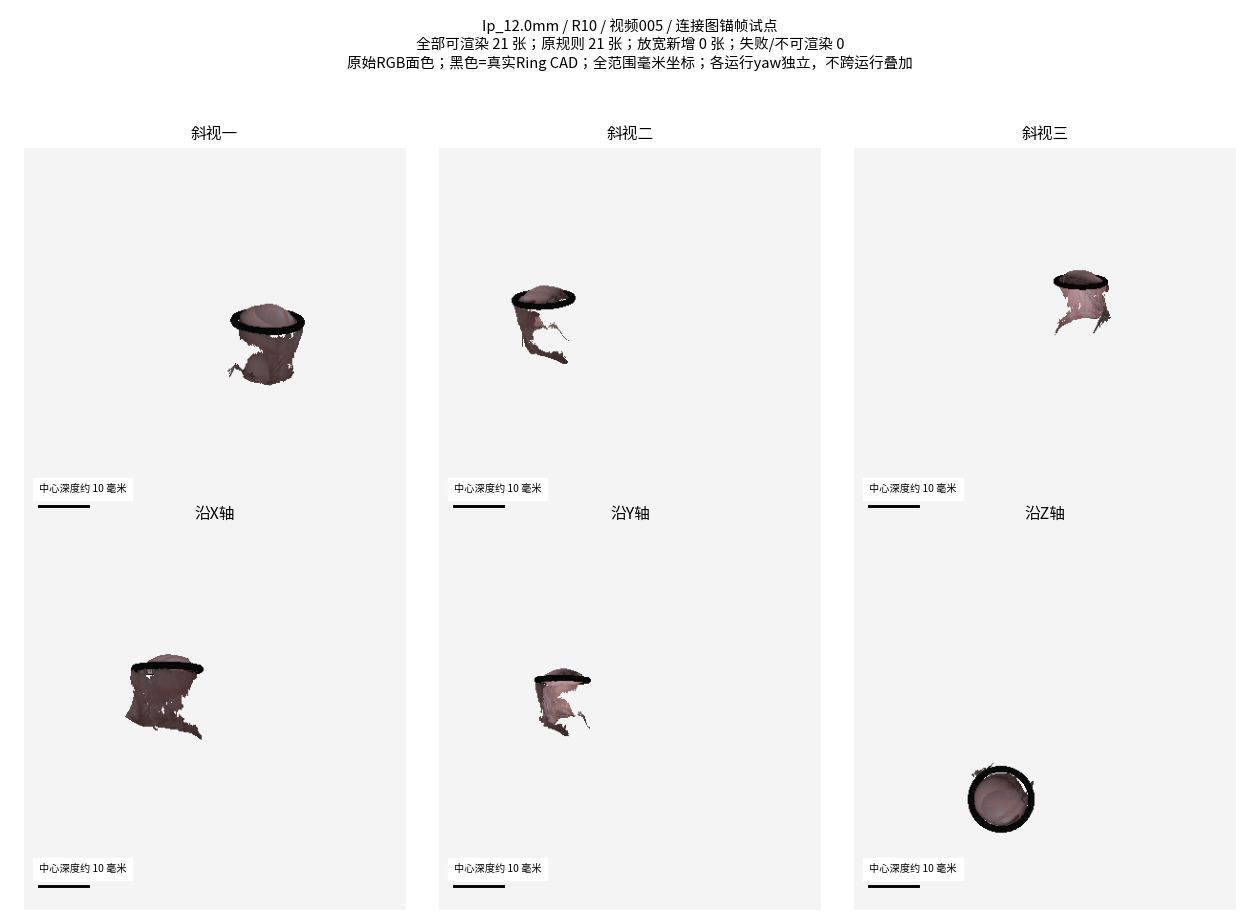 Ip_12.0mm / R10 / 视频005 / 连接图锚帧试点
全部可渲染 21 张；原规则 21 张；放宽新增 0 张；失败/不可渲染 0
原始RGB面色；黑色=真实Ring CAD；全范围毫米坐标；各运行yaw独立，不跨运行叠加
斜视一
斜视二
斜视三
中心深度约 10 毫米
中心深度约 10 毫米
中心深度约 10 毫米
沿X轴
沿Y轴
沿Z轴
中心深度约 10 毫米
中心深度约 10 毫米
中心深度约 10 毫米